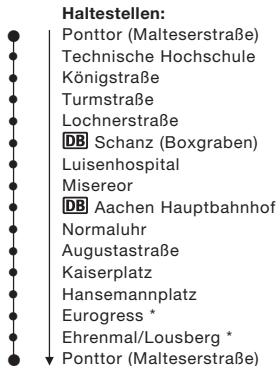 Haltestellen:
Ponttor (Malteserstraße)
Technische Hochschule
Königstraße
Turmstraße
Lochnerstraße
DB Schanz (Boxgraben)
Luisenhospital
Misereor
DB Aachen Hauptbahnhof
Normaluhr
Augustastraße
Kaiserplatz
Hansemannplatz
Eurogress *
Ehrenmal/Lousberg *
Ponttor (Malteserstraße)